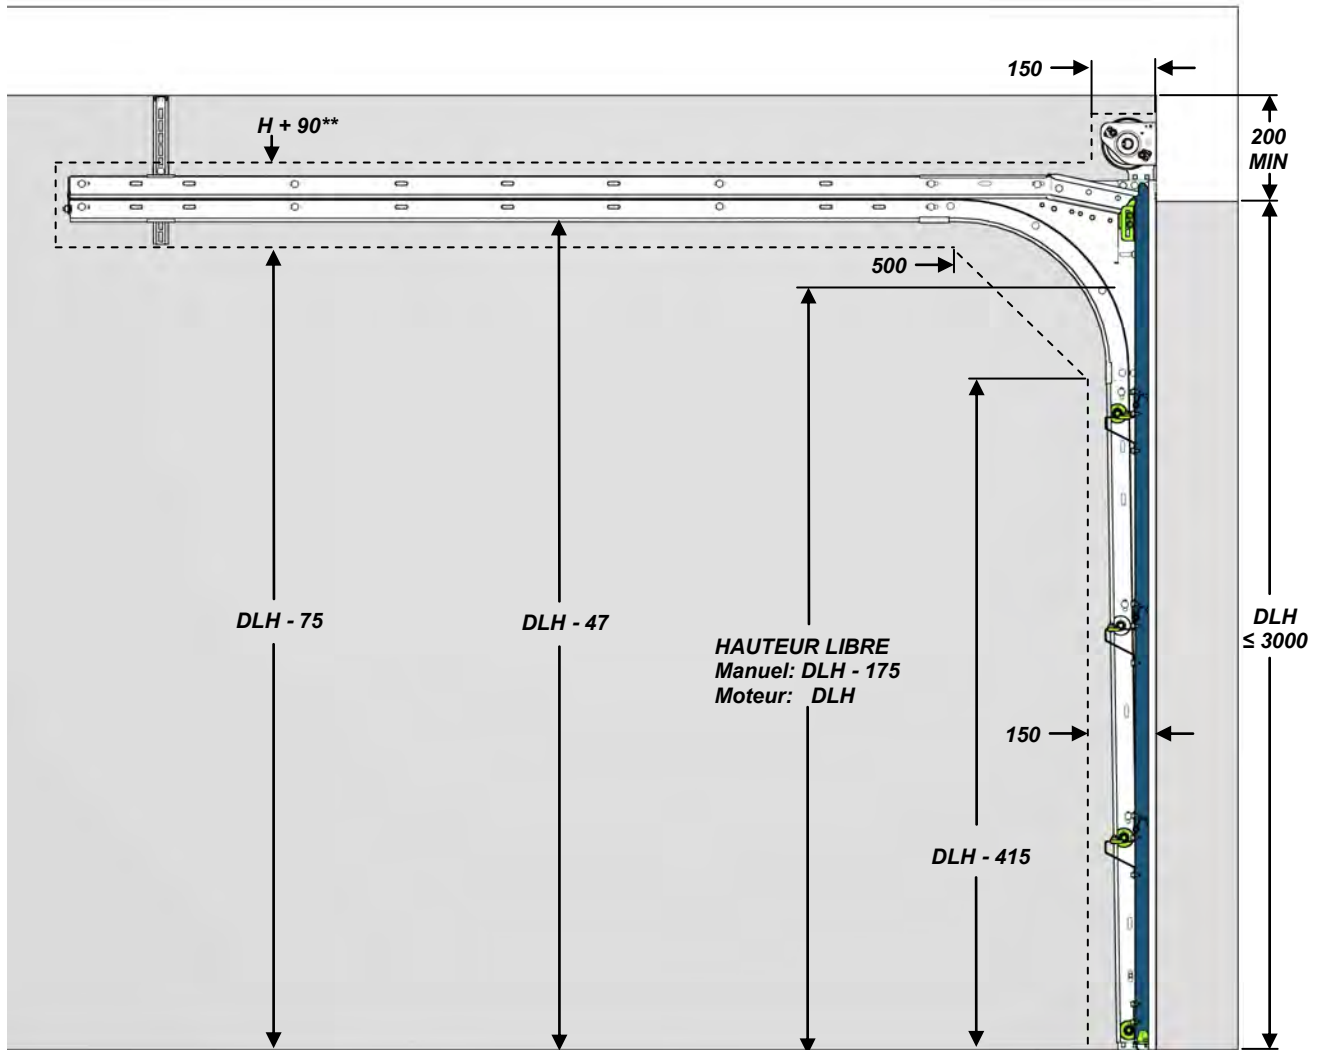 150
H + 90**
200
MIN
500
DLH - 75
DLH - 47
HAUTEUR LIBRE
Manuel: DLH - 175
Moteur: DLH
DLH
≤ 3000
150
DLH - 415